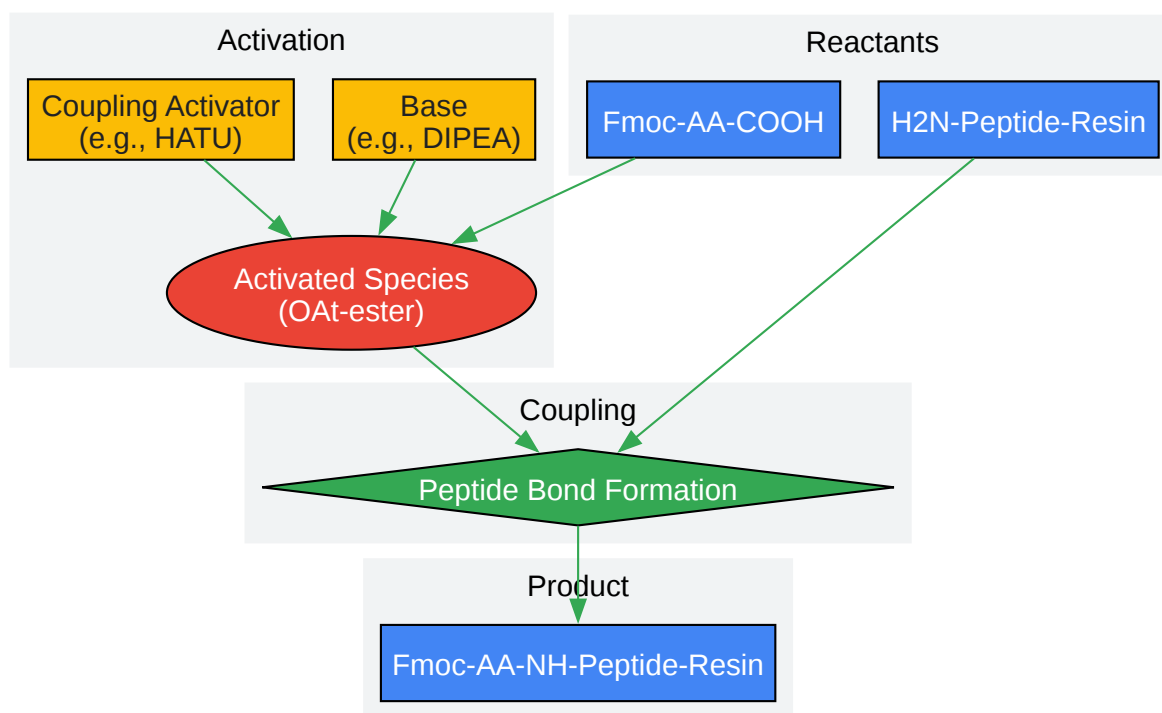 Activation
Reactants
Coupling Activator
(e.g., HATU)
Base
(e.g., DIPEA)
Fmoc-AA-COOH
H2N-Peptide-Resin
Activated Species
(OAt-ester)
Coupling
Peptide Bond Formation
Product
Fmoc-AA-NH-Peptide-Resin